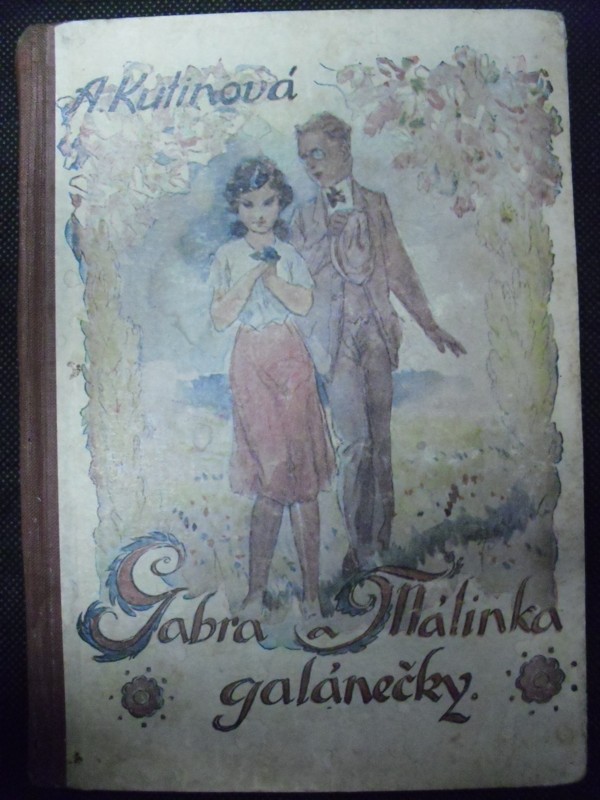 A. Kutinová
Gabra a Málinka
galánečky.